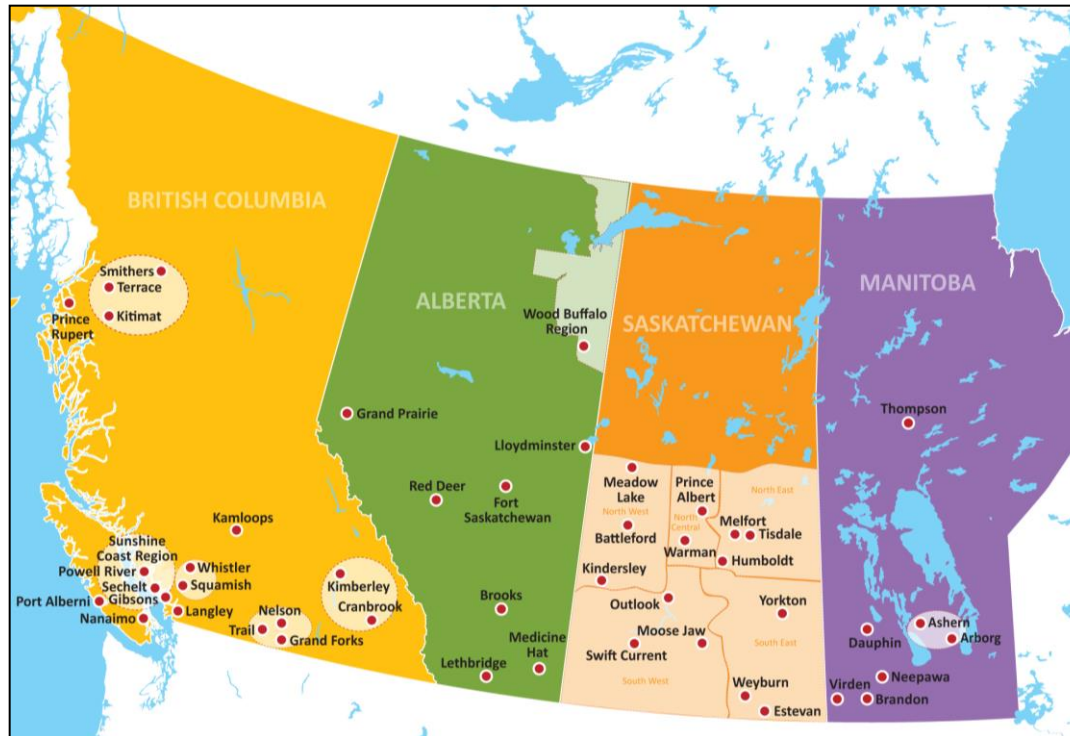 BRITISH COLUMBIA
Smithers
Terrace
Kitimat
Prince
Rupert
Kamloops
Sunshine
Coast Region
Powell River
Sechelt
Gibsons
Port Alberni
Nanaimo
Whistler
Squamish
Langley
Nelson
Trail
Grand Forks
Kimberley
Cranbrook
ALBERTA
Wood Buffalo
Region
Grand Prairie
Lloydminster
Red Deer
Fort
Saskatchewan
Brooks
Medicine
Hat
Lethbridge
SASKATCHEWAN
Meadow
Lake
North West
Battleford
Kindersley
Prince
Albert
North
Central
Warman
North East
Melfort
Tisdale
Humboldt
Outlook
Moose Jaw
Swift Current
South West
Yorkton
South East
Weyburn
Estevan
MANITOBA
Thompson
Ashern
Arborg
Dauphin
Neepawa
Virden
Brandon